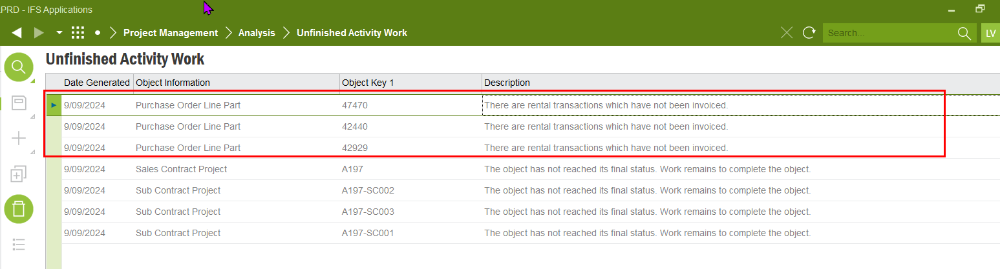 PRD - IFS Applications
Project Management Analysis Unfinished Activity Work Search... LV
Unfinished Activity Work
Date Generated Object Information Object Key 1 Description
9/09/2024 Purchase Order Line Part 47470 There are rental transactions which have not been invoiced.
9/09/2024 Purchase Order Line Part 42440 There are rental transactions which have not been invoiced.
9/09/2024 Purchase Order Line Part 42929 There are rental transactions which have not been invoiced.
9/09/2024 Sales Contract Project A197 The object has not reached its final status. Work remains to complete the object.
9/09/2024 Sub Contract Project A197-SC002 The object has not reached its final status. Work remains to complete the object.
9/09/2024 Sub Contract Project A197-SC003 The object has not reached its final status. Work remains to complete the object.
9/09/2024 Sub Contract Project A197-SC001 The object has not reached its final status. Work remains to complete the object.